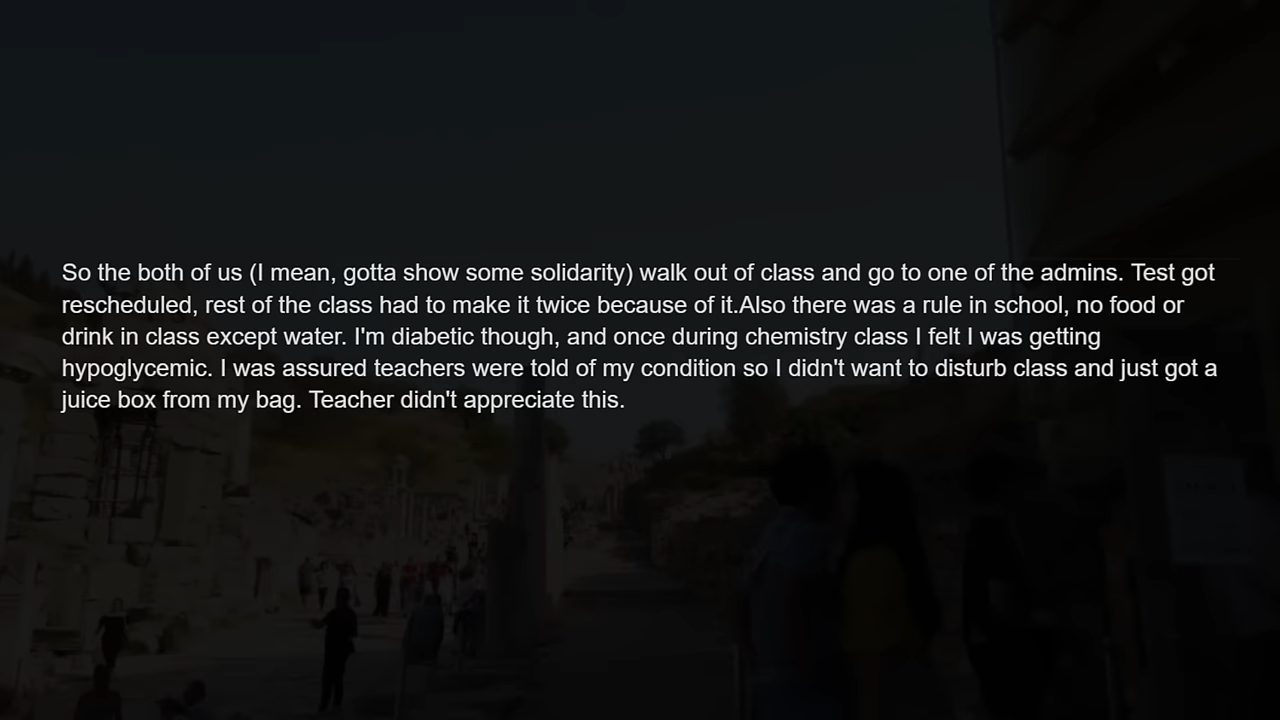 So the both of us (I mean, gotta show some solidarity) walk out of class and go to one of the admins. Test got
rescheduled, rest of the class had to make it twice because of it.Also there was a rule in school, no food or
drink in class except water. I'm diabetic though, and once during chemistry class I felt I was getting
hypoglycemic. I was assured teachers were told of my condition so I didn't want to disturb class and just got a
juice box from my bag. Teacher didn't appreciate this.